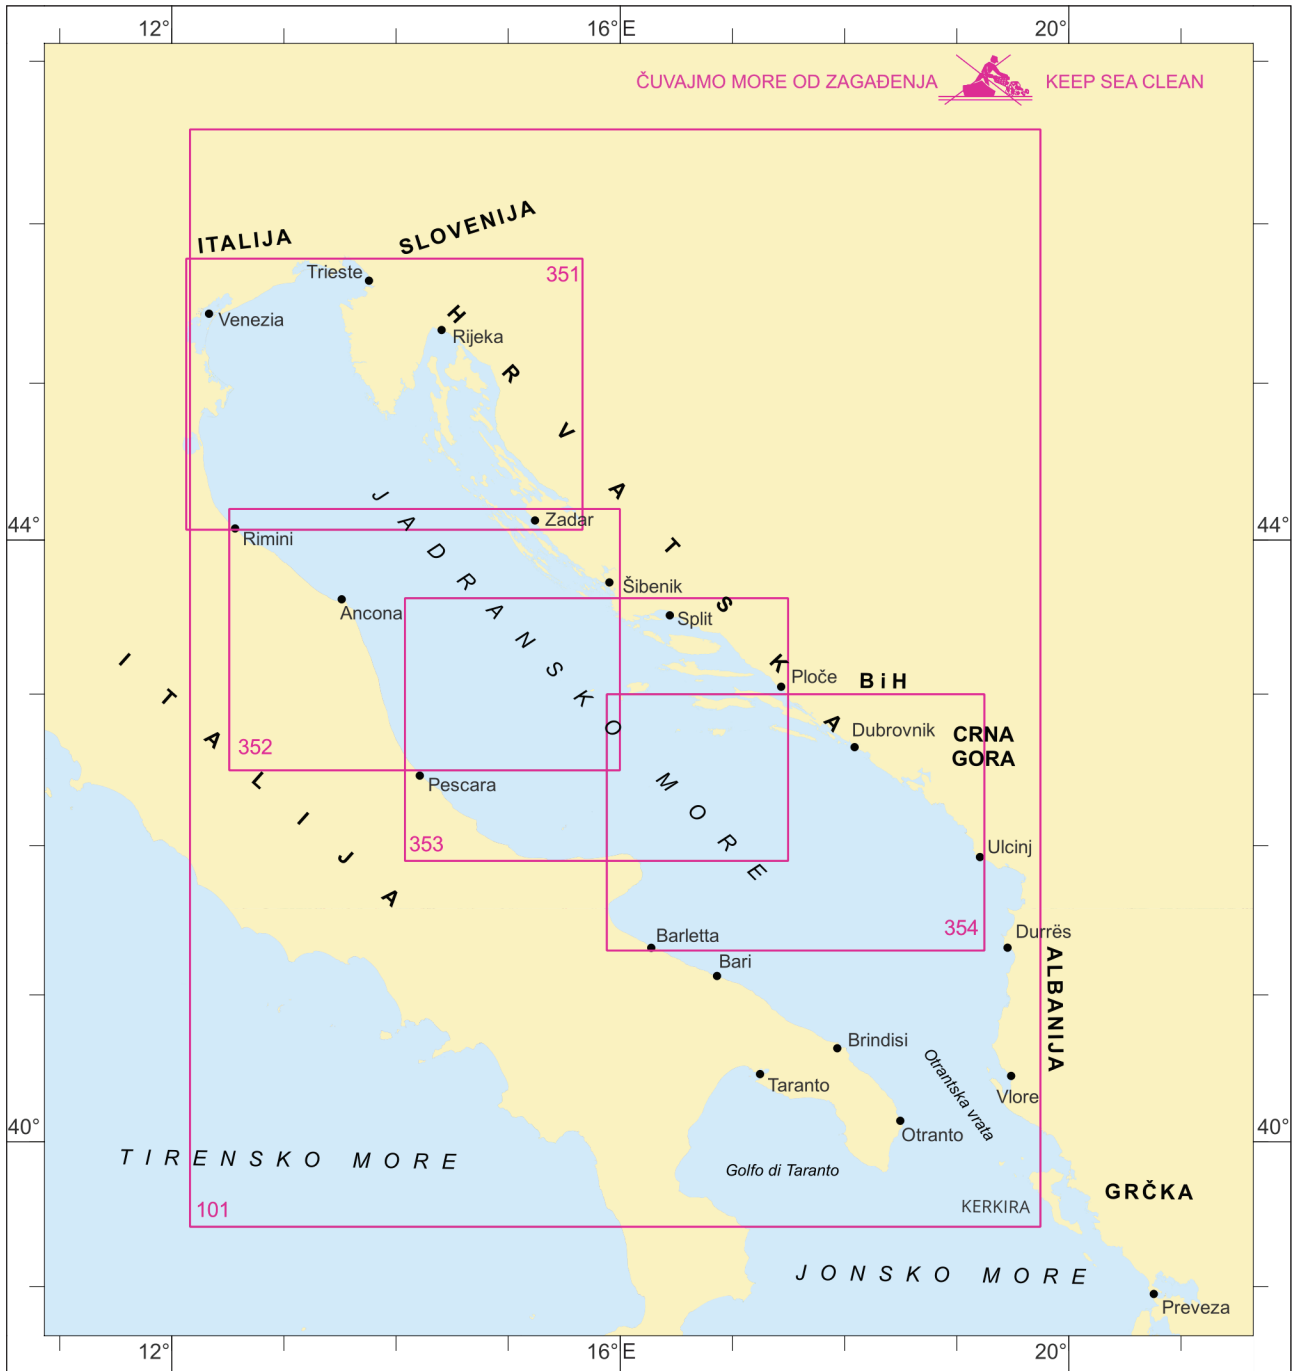 12° 16°E 20°
ČUVAJMO MORE OD ZAGAĐENJA KEEP SEA CLEAN
ITALIJA
SLOVENIJA
Trieste
351
Venezia
Rijeka
HRVATSKA
JADRANSKO MORE
44° 44°
Zadar
Rimini
Šibenik
Ancona
Split
ITALIJA
Ploče
BiH
Dubrovnik
CRNA
GORA
352
Pescara
353
Ulcinj
354
Barletta
Durrës
Bari
ALBANIJA
Brindisi
Otrantska vrata
Taranto
Vlore
Otranto
40° 40°
TIRENSKO MORE
Golfo di Taranto
GRČKA
101
KERKIRA
JONSKO MORE
Preveza
12° 16°E 20°